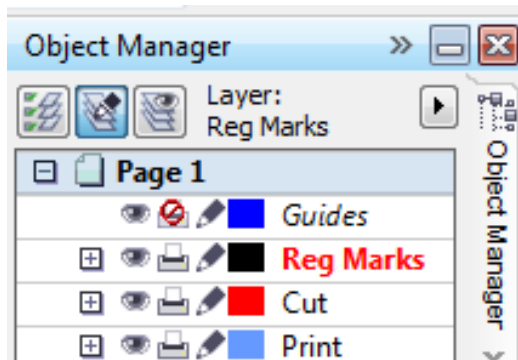 Object Manager
Layer:
Reg Marks
Page 1
Guides
Reg Marks
Cut
Print
Object Manager